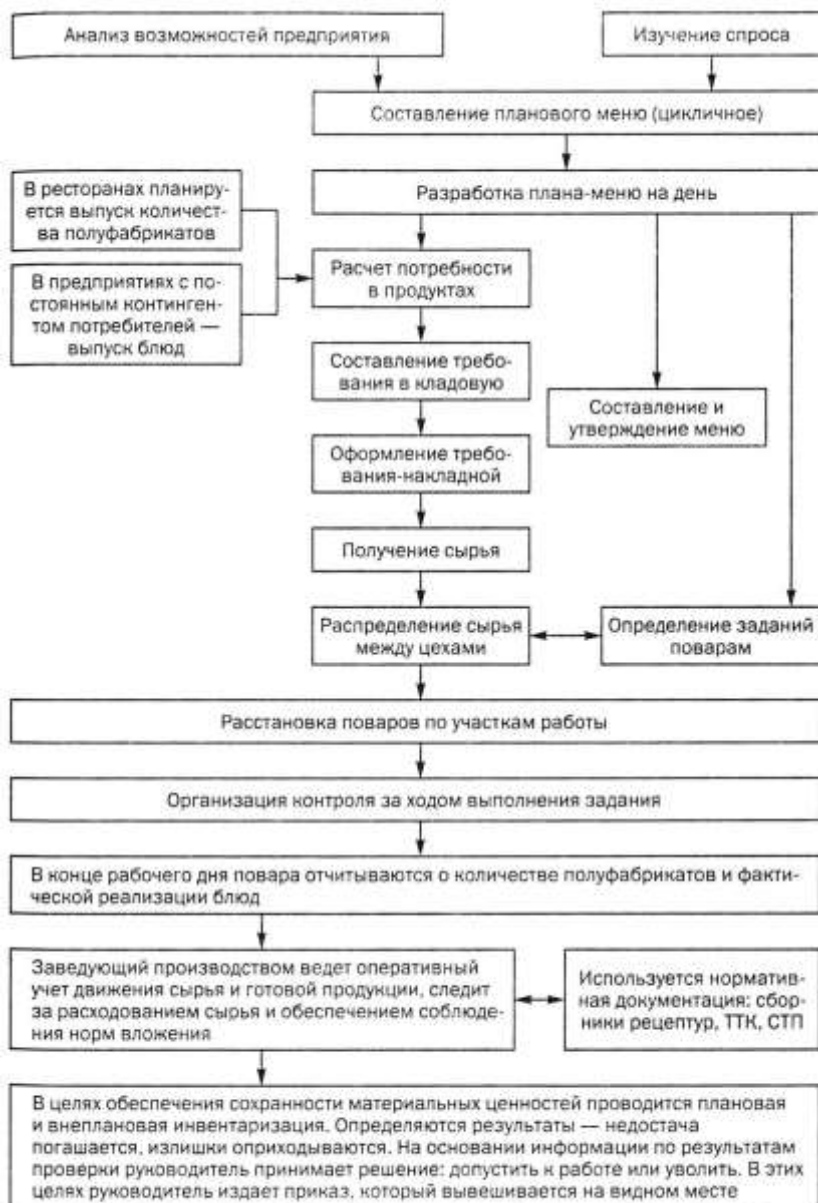 Анализ возможностей предприятия
Изучение спроса
Составление планового меню (цикличное)
В ресторанах планиру-
ется выпуск количест-
ва полуфабрикатов
Разработка плана-меню на день
В предприятиях с по-
стоянным континген-
том потребителей —
выпуск блюд
Расчет потребности
в продуктах
Составление требо-
вания в кладовую
Составление и
утверждение меню
Оформление требо-
вания-накладной
Получение сырья
Распределение сырья
между цехами
Определение заданий
поварам
Расстановка поваров по участкам работы
Организация контроля за ходом выполнения задания
В конце рабочего дня повара отчитываются о количестве полуфабрикатов и факти-
ческой реализации блюд
Заведующий производством ведет оперативный
учет движения сырья и готовой продукции, следит
за расходованием сырья и обеспечением соблюде-
ния норм вложения
Используется норматив-
ная документация: сбор-
ники рецептур, ТТК, СТП
В целях обеспечения сохранности материальных ценностей проводится плановая
и внеплановая инвентаризация. Определяются результаты — недостача
погашается, излишки оприходываются. На основании информации по результатам
проверки руководитель принимает решение: допустить к работе или уволить. В этих
целях руководитель издает приказ, который вывешивается на видном месте